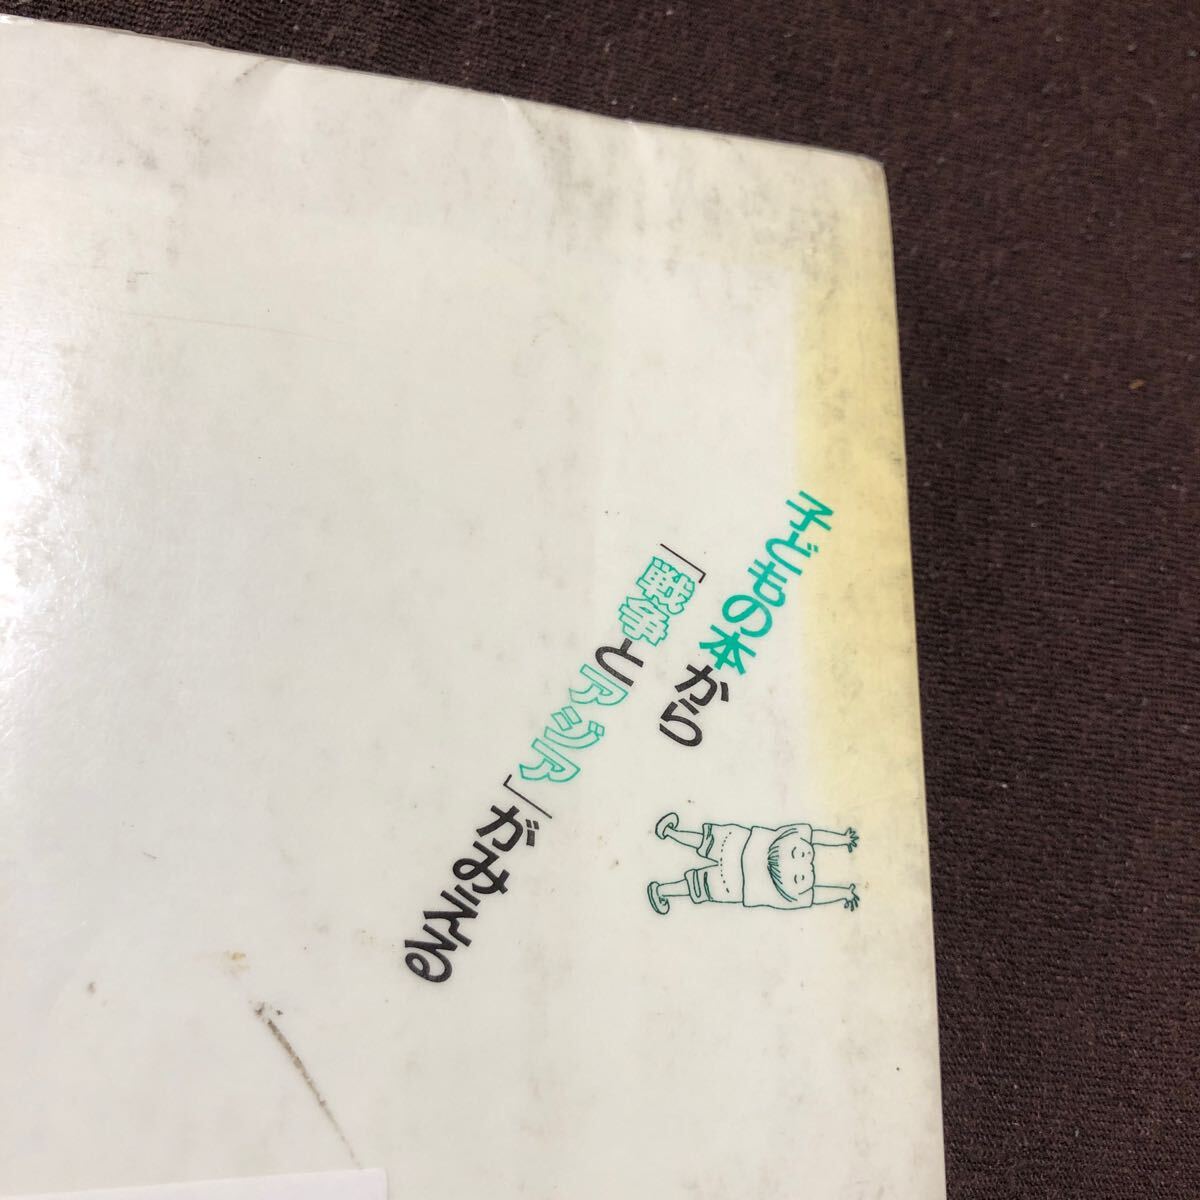 子どもの本から
「戦争とアジア」が
みえる